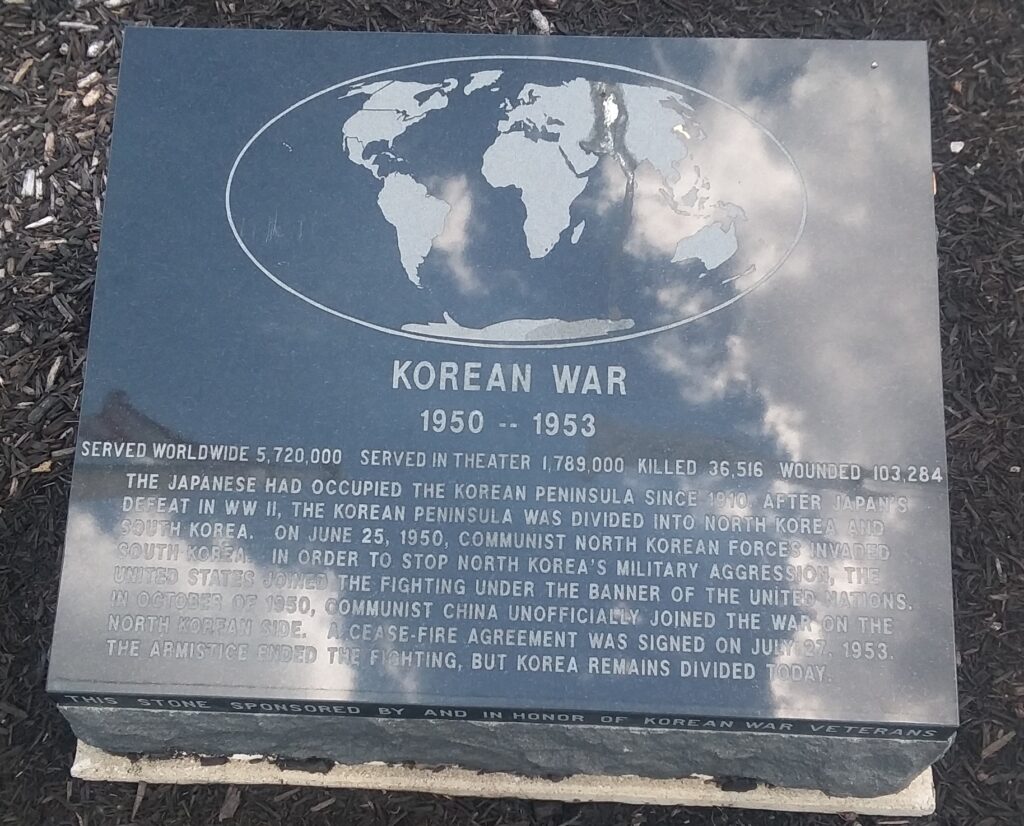 KOREAN WAR
1950 -- 1953
SERVED WORLDWIDE 5,720,000 SERVED IN THEATER 1,789,000 KILLED 36,516 WOUNDED 103,284
THE JAPANESE HAD OCCUPIED THE KOREAN PENINSULA SINCE 1910. AFTER JAPAN'S
DEFEAT IN WW II, THE KOREAN PENINSULA WAS DIVIDED INTO NORTH KOREA AND
SOUTH KOREA. ON JUNE 25, 1950, COMMUNIST NORTH KOREAN FORCES INVADED
SOUTH KOREA. IN ORDER TO STOP NORTH KOREA'S MILITARY AGGRESSION, THE
UNITED STATES JOINED THE FIGHTING UNDER THE BANNER OF THE UNITED NATIONS.
IN OCTOBER OF 1950, COMMUNIST CHINA UNOFFICIALLY JOINED THE WAR ON THE
NORTH KOREAN SIDE. A CEASE-FIRE AGREEMENT WAS SIGNED ON JULY 27, 1953.
THE ARMISTICE ENDED THE FIGHTING, BUT KOREA REMAINS DIVIDED TODAY.
THIS STONE SPONSORED BY AND IN HONOR OF KOREAN WAR VETERANS